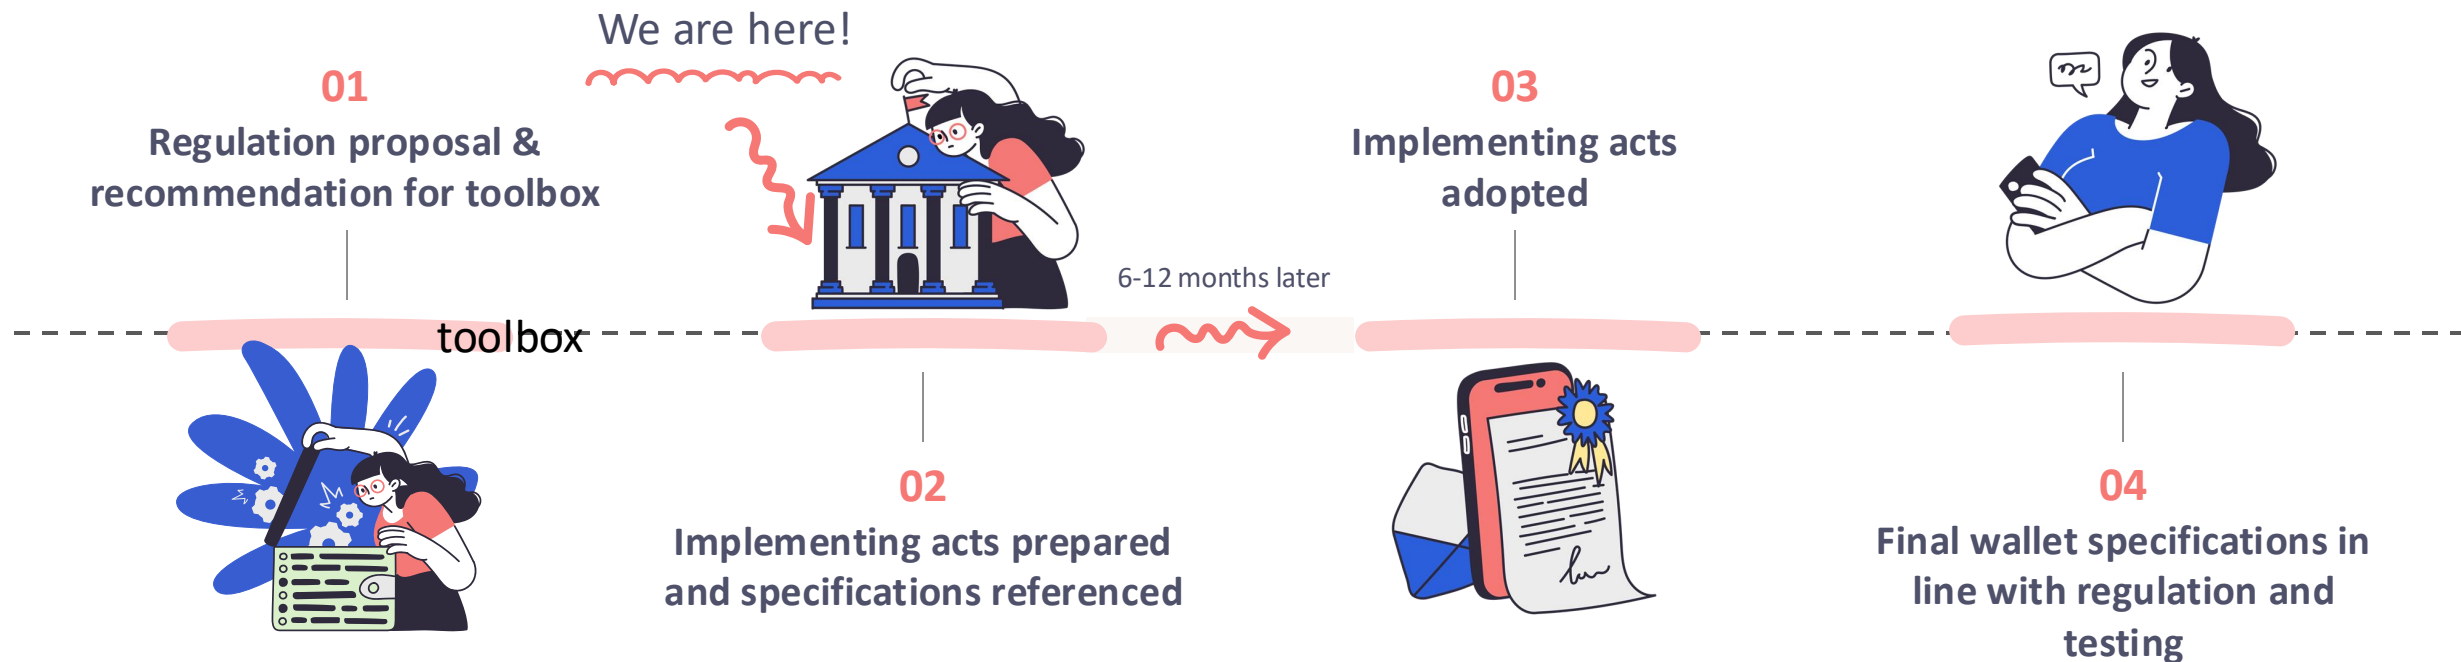 We are here!
01
Regulation proposal &
recommendation for toolbox
toolbox
02
Implementing acts prepared
and specifications referenced
6-12 months later
03
Implementing acts
adopted
04
Final wallet specifications in
line with regulation and
testing